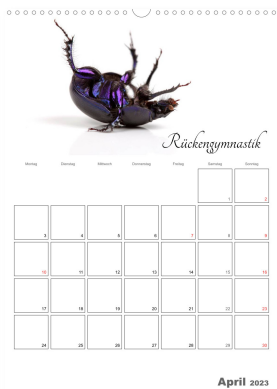 Rückengymnastik
Montag Dienstag Mittwoch Donnerstag Freitag Samstag Sonntag
1 2
3 4 5 6 7 8 9
10 11 12 13 14 15 16
17 18 19 20 21 22 23
24 25 26 27 28 29 30
April 2023